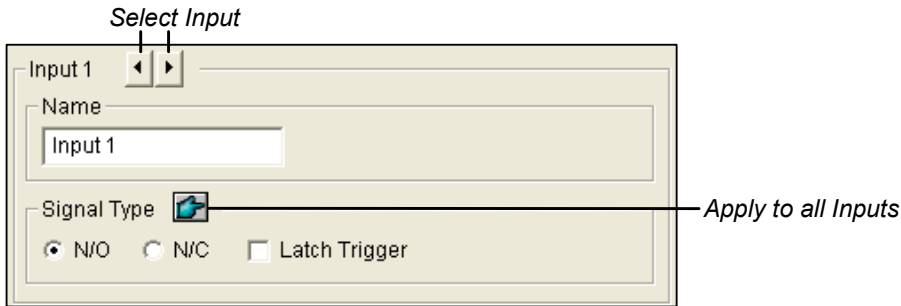 Select Input
Input 1
Name
Input 1
Signal Type
Apply to all Inputs
N/O N/C Latch Trigger